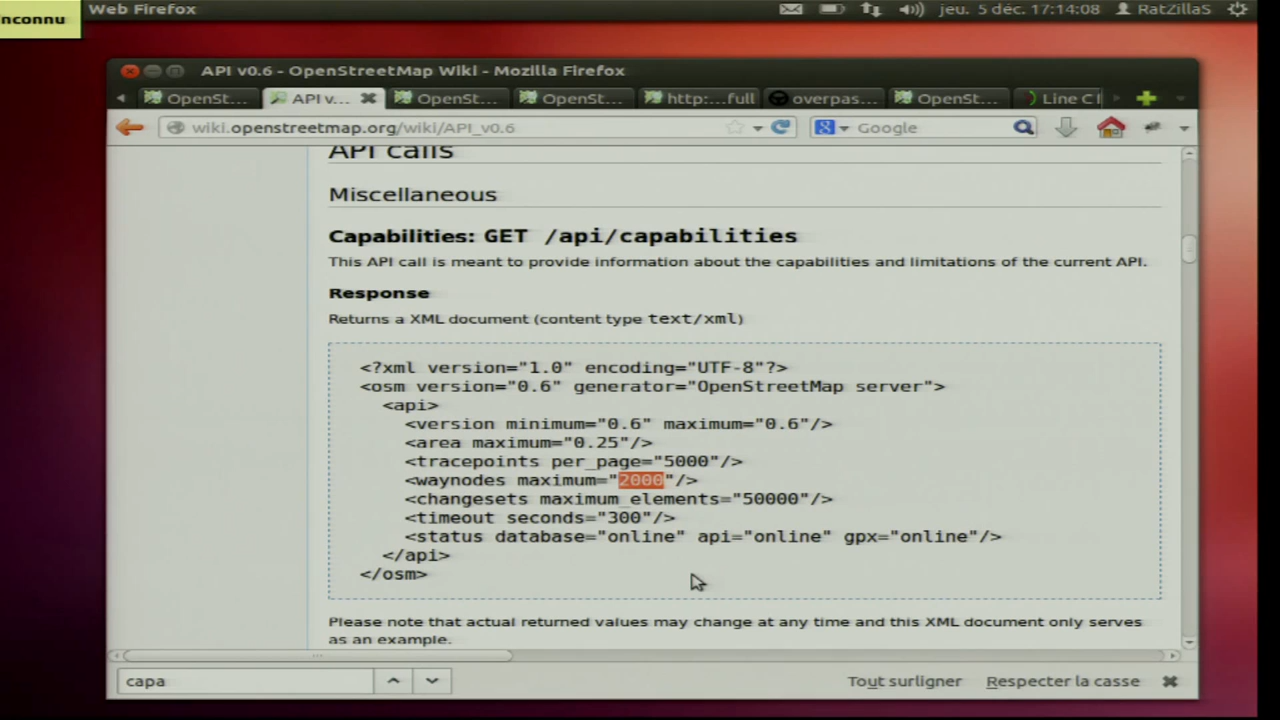 nconnu
Web Firefox
jeu. 5 déc. 17:14:08 RatZillaS
API v0.6 - OpenStreetMap Wiki - Mozilla Firefox
OpenSt... API v... OpenSt... OpenSt... http:...full overpas... OpenSt... Line Cl
wiki.openstreetmap.org/wiki/API_v0.6
Google
API calls
Miscellaneous
Capabilities: GET /api/capabilities
This API call is meant to provide information about the capabilities and limitations of the current API.
Response
Returns a XML document (content type text/xml)
<?xml version="1.0" encoding="UTF-8"?>
<osm version="0.6" generator="OpenStreetMap server">
<api>
<version minimum="0.6" maximum="0.6"/>
<area maximum="0.25"/>
<tracepoints per_page="5000"/>
<waynodes maximum="2000"/>
<changesets maximum_elements="50000"/>
<timeout seconds="300"/>
<status database="online" api="online" gpx="online"/>
</api>
</osm>
Please note that actual returned values may change at any time and this XML document only serves
as an example.
capa
Tout surligner Respecter la casse